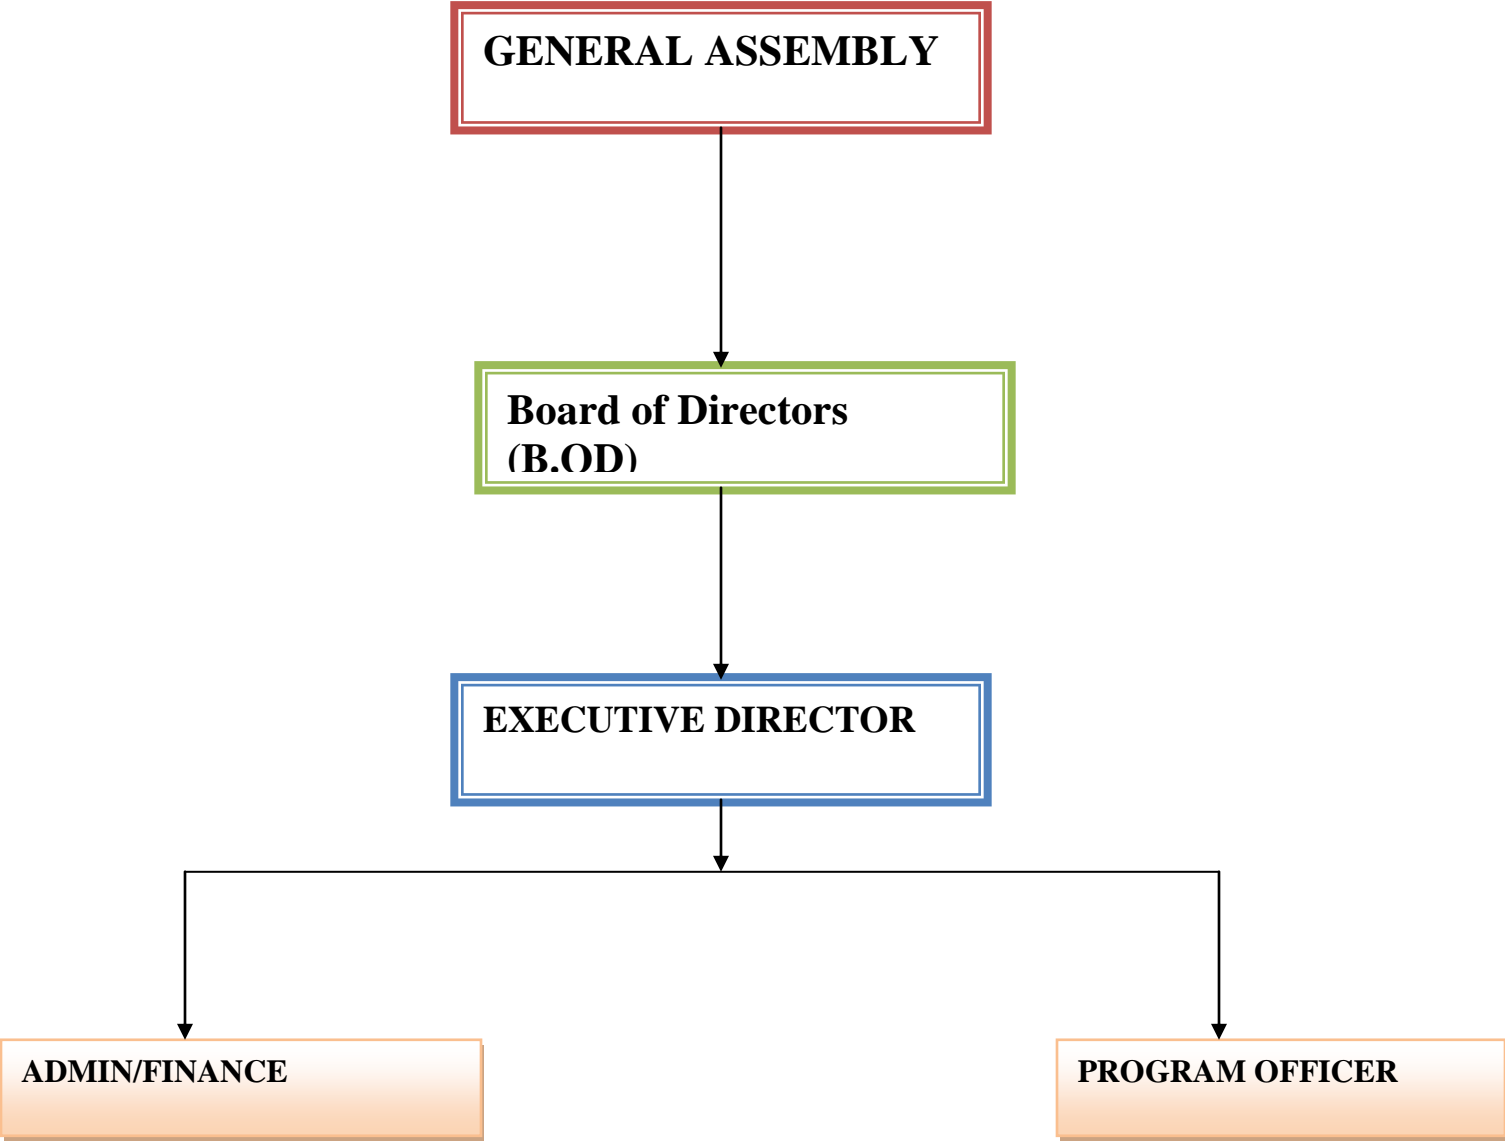 GENERAL ASSEMBLY
Board of Directors
(B.OD)
EXECUTIVE DIRECTOR
ADMIN/FINANCE
PROGRAM OFFICER